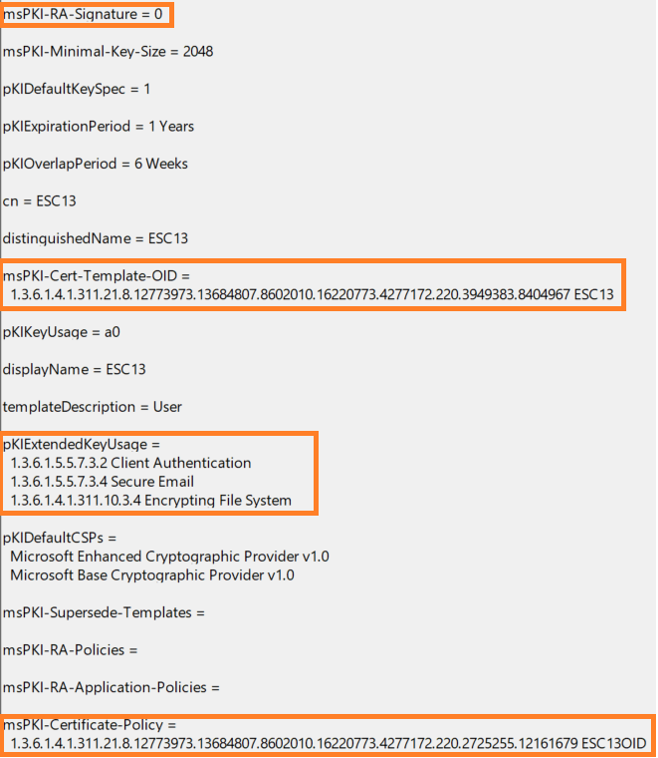 msPKI-RA-Signature = 0
msPKI-Minimal-Key-Size = 2048
pKIDefaultKeySpec = 1
pKIExpirationPeriod = 1 Years
pKIOverlapPeriod = 6 Weeks
cn = ESC13
distinguishedName = ESC13
msPKI-Cert-Template-OID =
1.3.6.1.4.1.311.21.8.12773973.13684807.8602010.16220773.4277172.220.3949383.8404967 ESC13
pKIKeyUsage = a0
displayName = ESC13
templateDescription = User
pKIExtendedKeyUsage =
1.3.6.1.5.5.7.3.2 Client Authentication
1.3.6.1.5.5.7.3.4 Secure Email
1.3.6.1.4.1.311.10.3.4 Encrypting File System
pKIDefaultCSPs =
Microsoft Enhanced Cryptographic Provider v1.0
Microsoft Base Cryptographic Provider v1.0
msPKI-Supersede-Templates =
msPKI-RA-Policies =
msPKI-RA-Application-Policies =
msPKI-Certificate-Policy =
1.3.6.1.4.1.311.21.8.12773973.13684807.8602010.16220773.4277172.220.2725255.12161679 ESC13OID